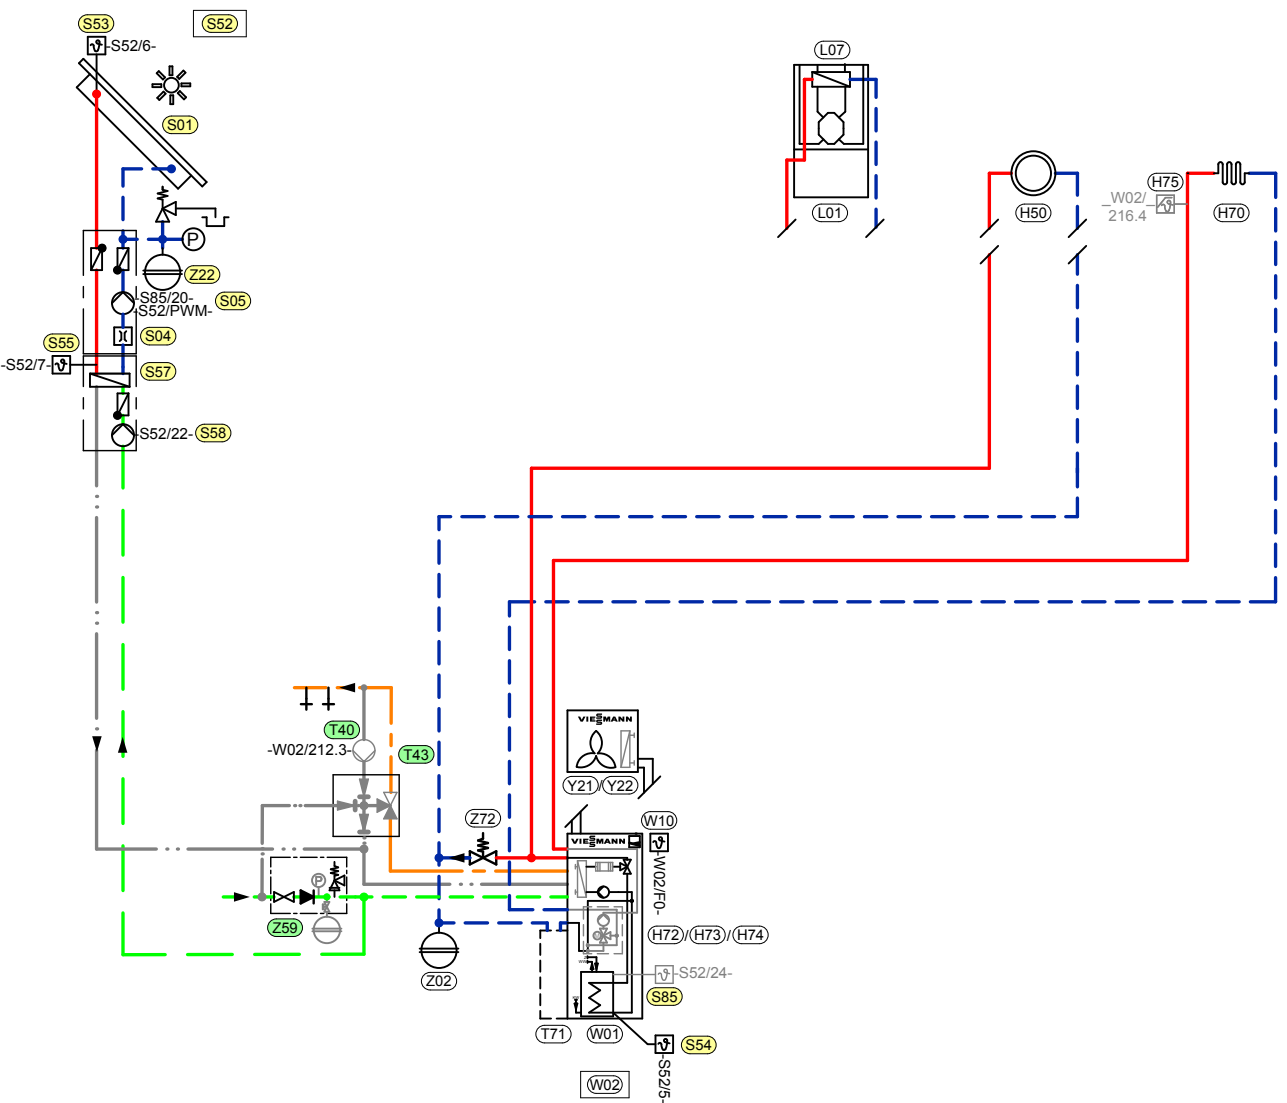 S53
S52
-S52/6-
S01
L07
L01
H50
H75
_W02/_
216.4
H70
P
Z22
-S85/20-
S05
-S52/PWM-
S55
S04
-S52/7-
S57
-S52/22-
S58
T40
-W02/212.3-
T43
VIESMANN
Y21/Y22
Z72
W10
VIESMANN
-W02/F0-
P
Z59
H72/H73/H74
Z02
-S52/24-
S85
T71
W01
S54
-S52/5-
W02